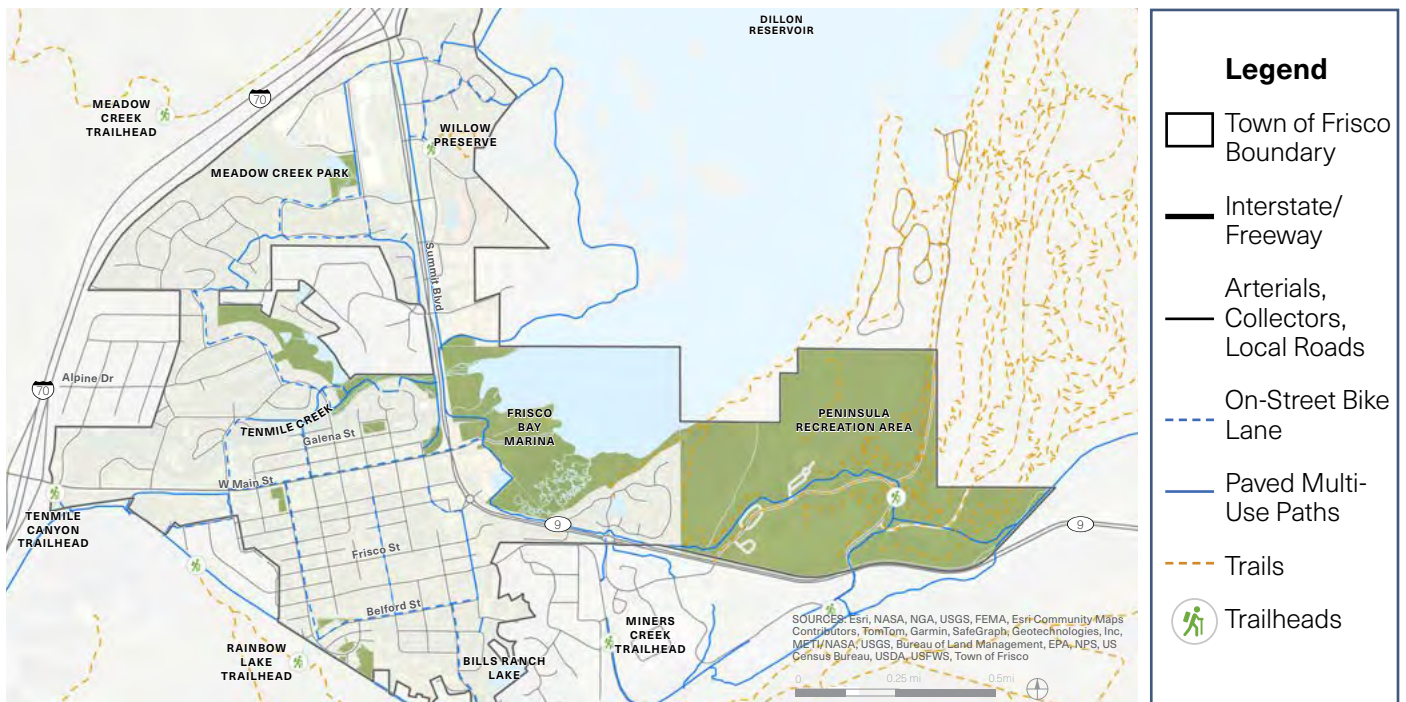 DILLON
RESERVOIR
70
MEADOW
CREEK
TRAILHEAD
WILLOW
PRESERVE
MEADOW CREEK PARK
Summit Blvd
70
Alpine Dr
TENMILE CREEK
Galena St
FRISCO
BAY
MARINA
PENINSULA
RECREATION AREA
W Main St
TENMILE
CANYON
TRAILHEAD
9
9
Frisco St
Belford St
RAINBOW
LAKE
TRAILHEAD
BILLS RANCH
LAKE
MINERS
CREEK
TRAILHEAD
SOURCES: Esri, NASA, NGA, USGS, FEMA, Esri Community Maps
Contributors, TomTom, Garmin, SafeGraph, Geotechnologies, Inc,
METI/NASA, USGS, Bureau of Land Management, EPA, NPS, US
Census Bureau, USDA, USFWS, Town of Frisco
0 0.25 mi 0.5mi
Legend
Town of Frisco
Boundary
Interstate/
Freeway
Arterials,
Collectors,
Local Roads
On-Street Bike
Lane
Paved Multi-
Use Paths
Trails
Trailheads